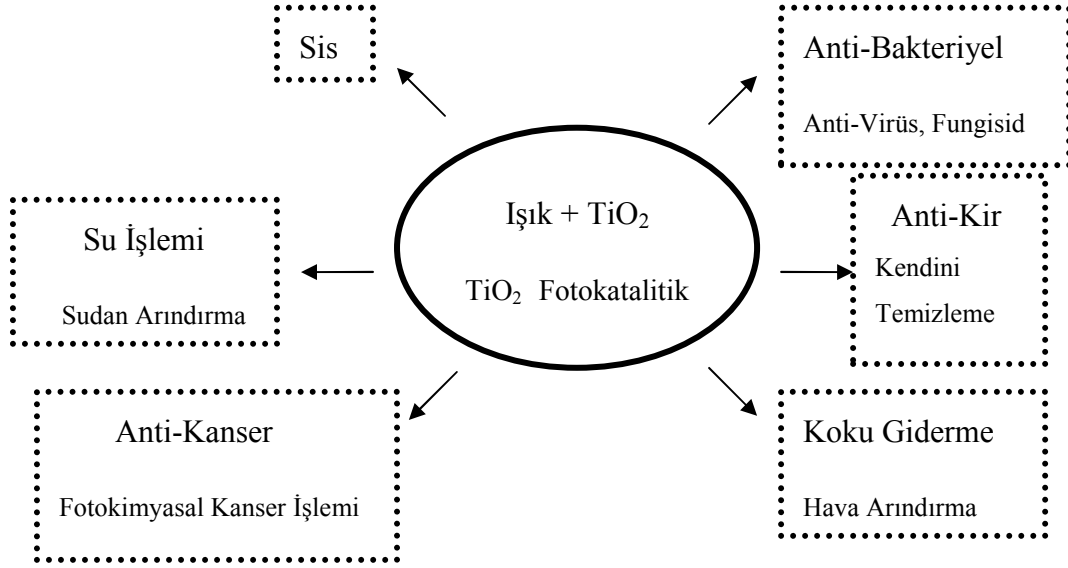 Sis
Anti-Bakteriyel
Anti-Virüs, Fungisid
Işık + TiO₂
TiO₂ Fotokatalitik
Su İşlemi
Sudan Arındırma
Anti-Kir
Kendini
Temizleme
Anti-Kanser
Fotokimyasal Kanser İşlemi
Koku Giderme
Hava Arındırma